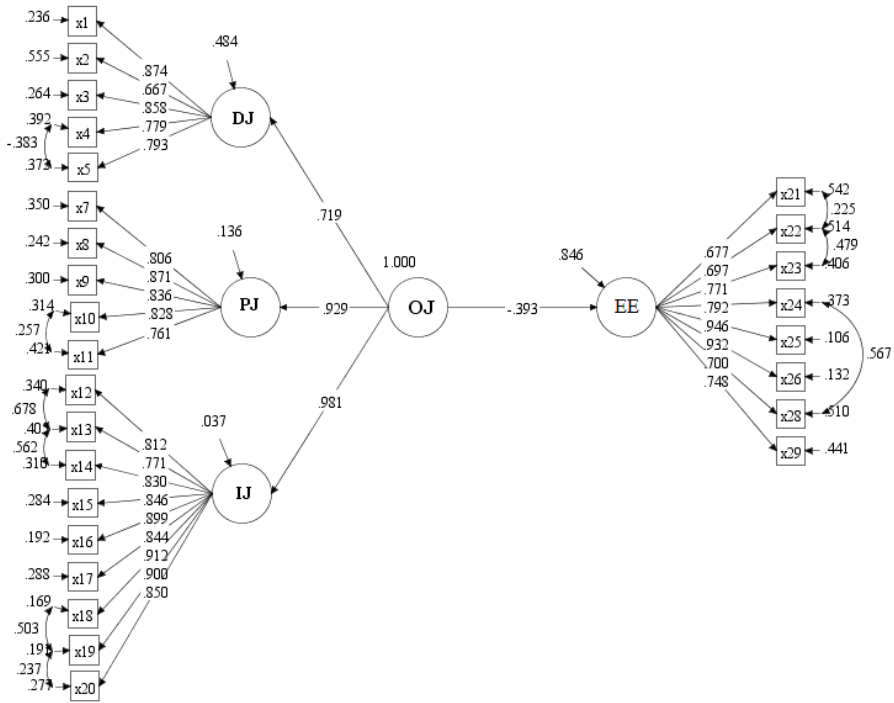 .236 x1
.555 x2
.264 x3
.392 x4
-.383
x5
.874
.667
.858
.779
.793
.484
DJ
.350 x7
.242 x8
.300 x9
.314 x10
.257
x11
.806
.871
.836
.828
.761
.136
PJ
.340 x12
.678
x13
.562
x14
.284 x15
.192 x16
.288 x17
.169 x18
.503
x19
.237
x20
.812
.771
.830
.846
.899
.844
.912
.900
.850
.037
IJ
.719
.929
.981
1.000
OJ
-.393
.846
EE
.677
.697
.771
.792
.946
.932
.700
.748
x21 .542
.225
x22 .514
.479
x23 .406
x24 .373
x25 .106
.567
x26 .132
x28 .510
x29 .441